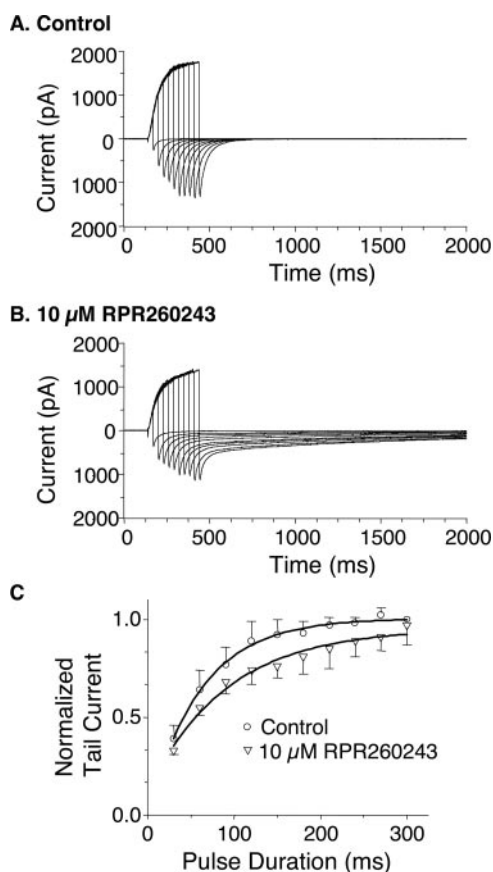 A. Control
2000
1000
0
1000
2000
Current (pA)
0 500 1000 1500 2000
Time (ms)
B. 10 µM RPR260243
2000
1000
0
1000
2000
Current (pA)
0 500 1000 1500 2000
Time (ms)
C
1.0
0.5
0.0
Normalized
Tail Current
Control
10 µM RPR260243
0 100 200 300
Pulse Duration (ms)